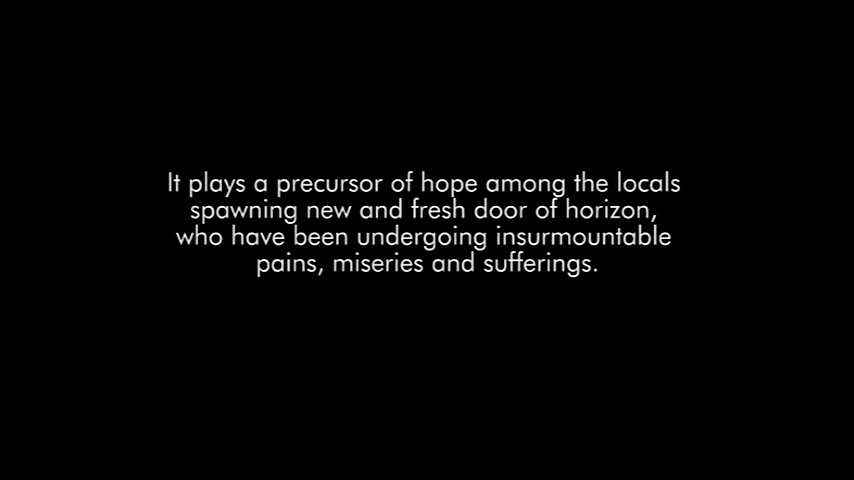 It plays a precursor of hope among the locals
spawning new and fresh door of horizon,
who have been undergoing insurmountable
pains, miseries and sufferings.